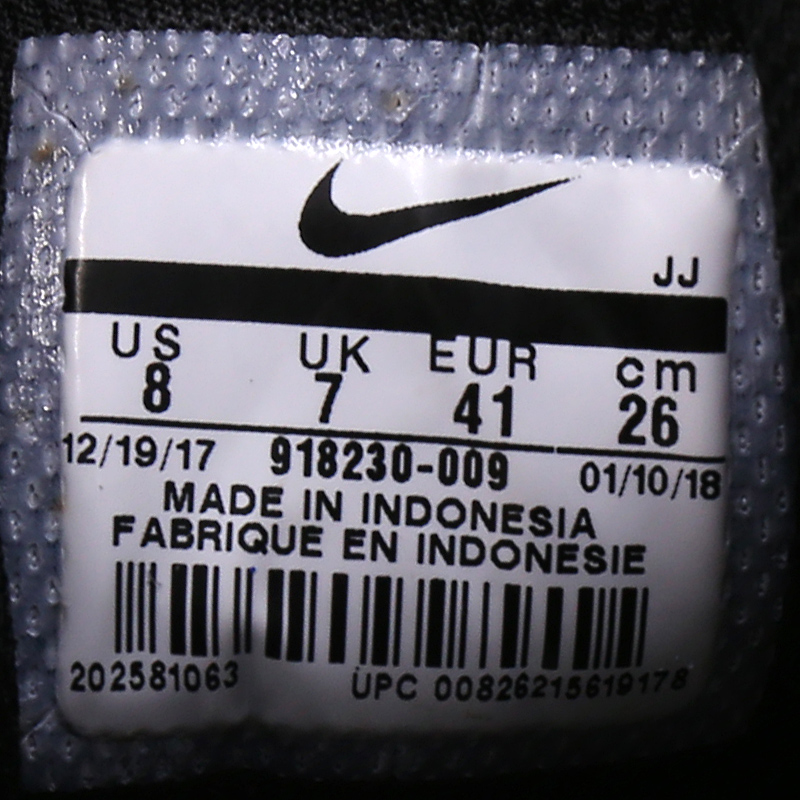 JJ
US UK EUR cm
8 7 41 26
12/19/17 918230-009 01/10/18
MADE IN INDONESIA
FABRIQUE EN INDONESIE
202581063 UPC 00826215619178